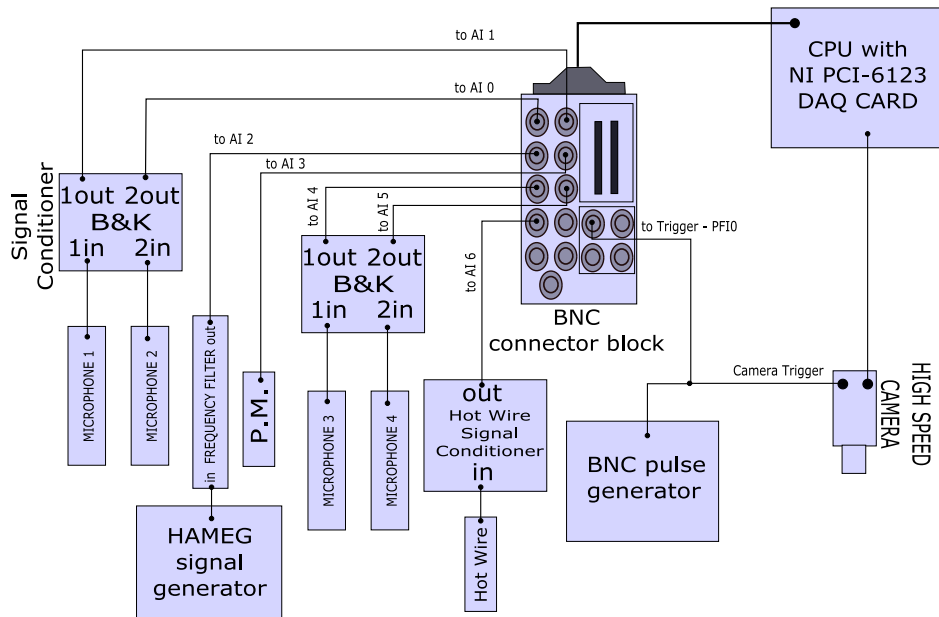 to AI 1
CPU with
NI PCI-6123
DAQ CARD
to AI 0
to AI 2
to AI 3
to AI 4
to AI 5
Signal
Conditioner
1out 2out
B&K
1in 2in
1out 2out
B&K
1in 2in
to AI 6
to Trigger - PFI0
BNC
connector block
MICROPHONE 1
MICROPHONE 2
in FREQUENCY FILTER out
P.M.
MICROPHONE 3
MICROPHONE 4
out
Hot Wire
Signal
Conditioner
in
Camera Trigger
HIGH SPEED
CAMERA
BNC pulse
generator
HAMEG
signal
generator
Hot Wire